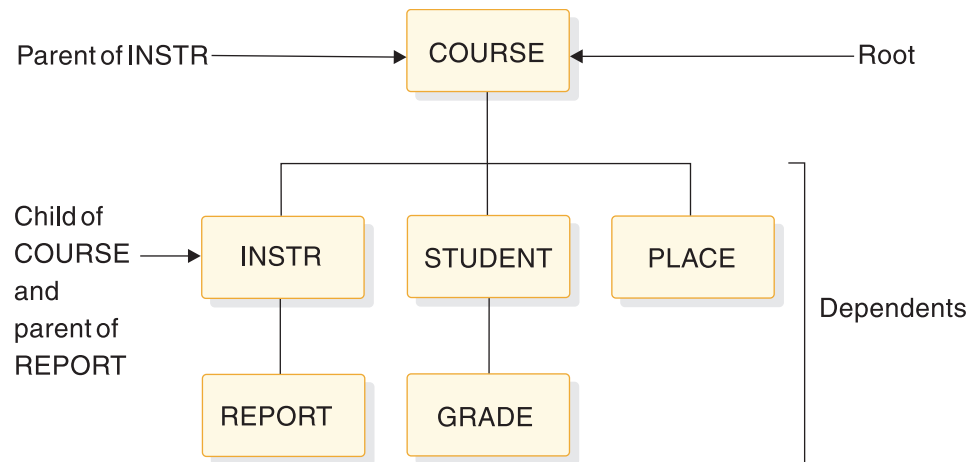 Parent of INSTR
COURSE
Root
Child of
COURSE
and
parent of
REPORT
INSTR
STUDENT
PLACE
Dependents
REPORT
GRADE